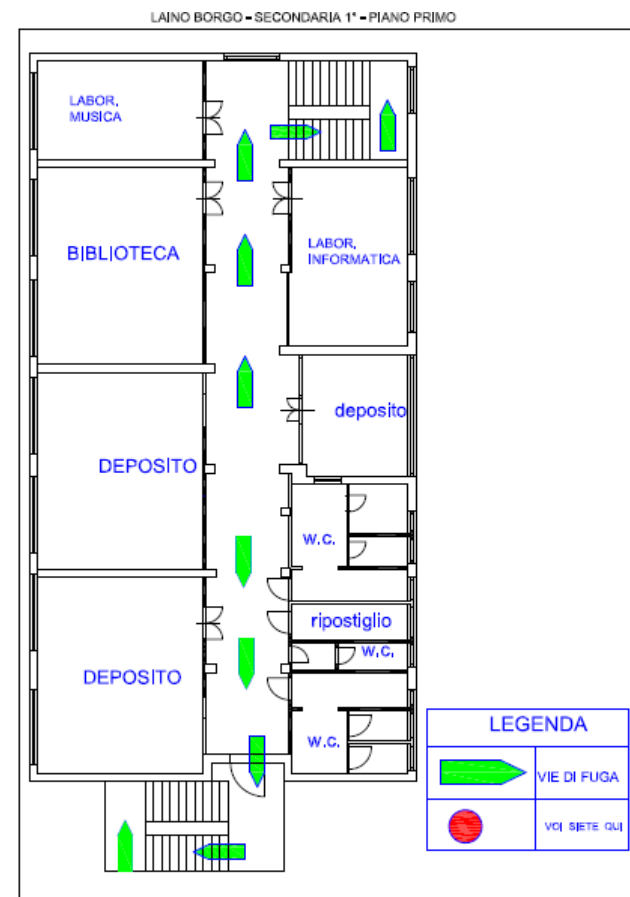 LAINO BORGO - SECONDARIA 1° - PIANO PRIMO
LABOR,
MUSICA
BIBLIOTECA
LABOR,
INFORMATICA
deposito
DEPOSITO
W.C.
ripostiglio
W.C.
DEPOSITO
W.C.
LEGENDA
VIE DI FUGA
VOI SIETE QUI